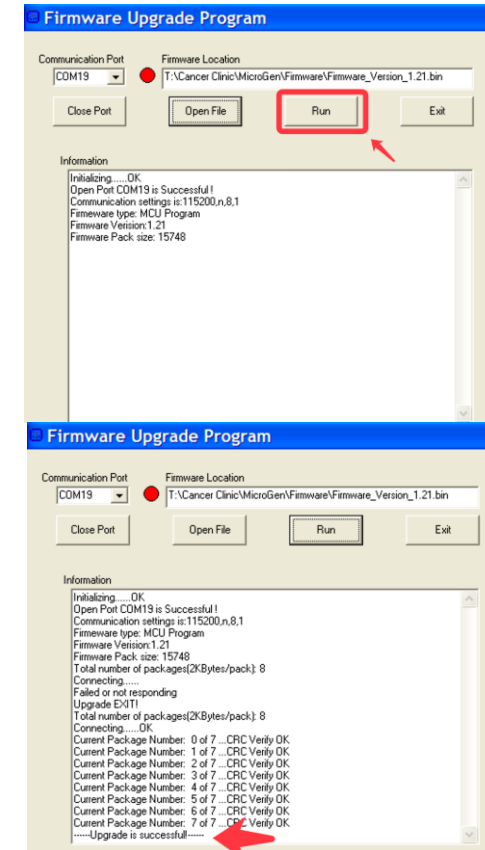 Firmware Upgrade Program
Communication Port Firmware Location
COM19 T:\Cancer Clinic\MicroGen\Firmware\Firmware_Version_1.21.bin
Close Port Open File Run Exit
Information
Initializing......OK
Open Port COM19 is Successful !
Communication settings is:115200,n,8,1
Firmeware type: MCU Program
Firmware Verision:1.21
Firmware Pack size: 15748
Firmware Upgrade Program
Communication Port Firmware Location
COM19 T:\Cancer Clinic\MicroGen\Firmware\Firmware_Version_1.21.bin
Close Port Open File Run Exit
Information
Initializing......OK
Open Port COM19 is Successful !
Communication settings is:115200,n,8,1
Firmeware type: MCU Program
Firmware Verision:1.21
Firmware Pack size: 15748
Total number of packages(2KBytes/pack): 8
Connecting......
Failed or not responding
Upgrade EXIT!
Total number of packages(2KBytes/pack): 8
Connecting......OK
Current Package Number: 0 of 7 ...CRC Verify OK
Current Package Number: 1 of 7 ...CRC Verify OK
Current Package Number: 2 of 7 ...CRC Verify OK
Current Package Number: 3 of 7 ...CRC Verify OK
Current Package Number: 4 of 7 ...CRC Verify OK
Current Package Number: 5 of 7 ...CRC Verify OK
Current Package Number: 6 of 7 ...CRC Verify OK
Current Package Number: 7 of 7 ...CRC Verify OK
------Upgrade is successful!------